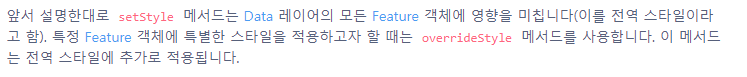 앞서 설명한대로 setStyle 메서드는 Data 레이어의 모든 Feature 객체에 영향을 미칩니다(이를 전역 스타일이라
고 함). 특정 Feature 객체에 특별한 스타일을 적용하고자 할 때는 overrideStyle 메서드를 사용합니다. 이 메서드
는 전역 스타일에 추가로 적용됩니다.